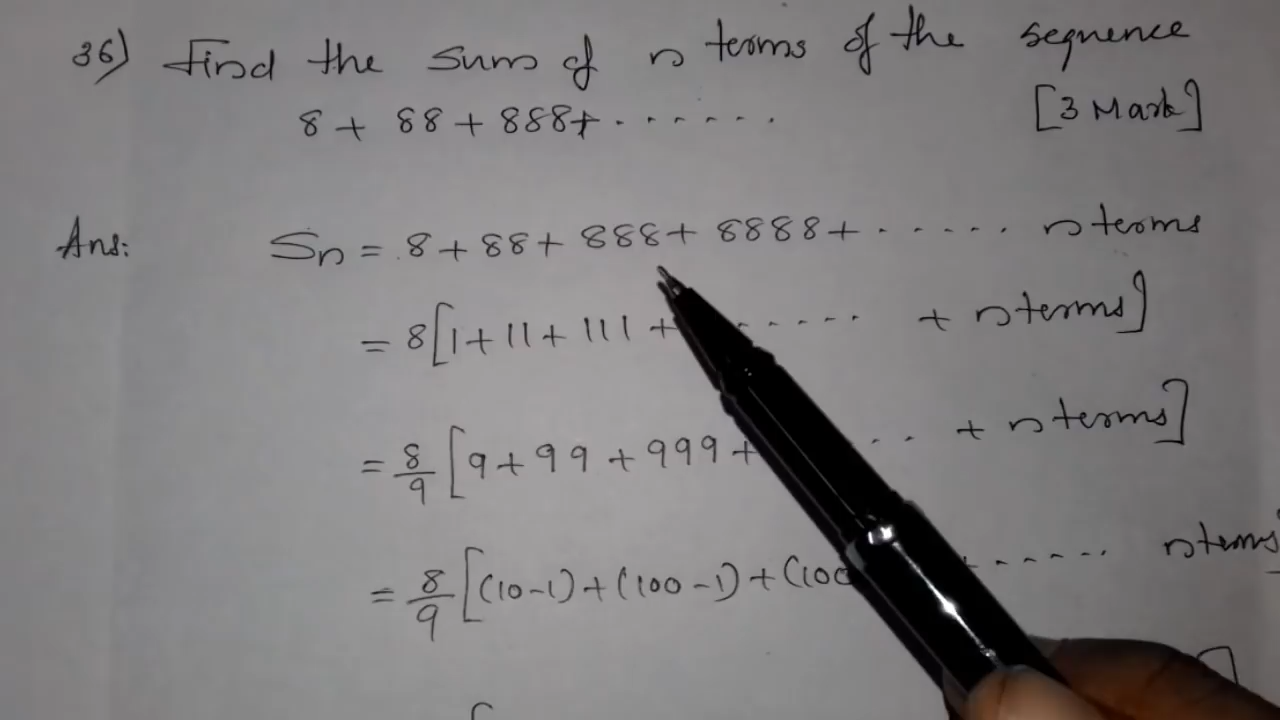 36) Find the sum of n terms of the sequence
8 + 88 + 888+ · · · · · · · [3 Mark]
Ans: Sn = 8 + 88 + 888 + 8888 + · · · · · · n terms
= 8[1 + 11 + 111 + · · · · · · + n terms]
= 8/9 [9 + 99 + 999 + · · + n terms]
= 8/9 [(10-1) + (100-1) + (100 + · · · · · · n terms]